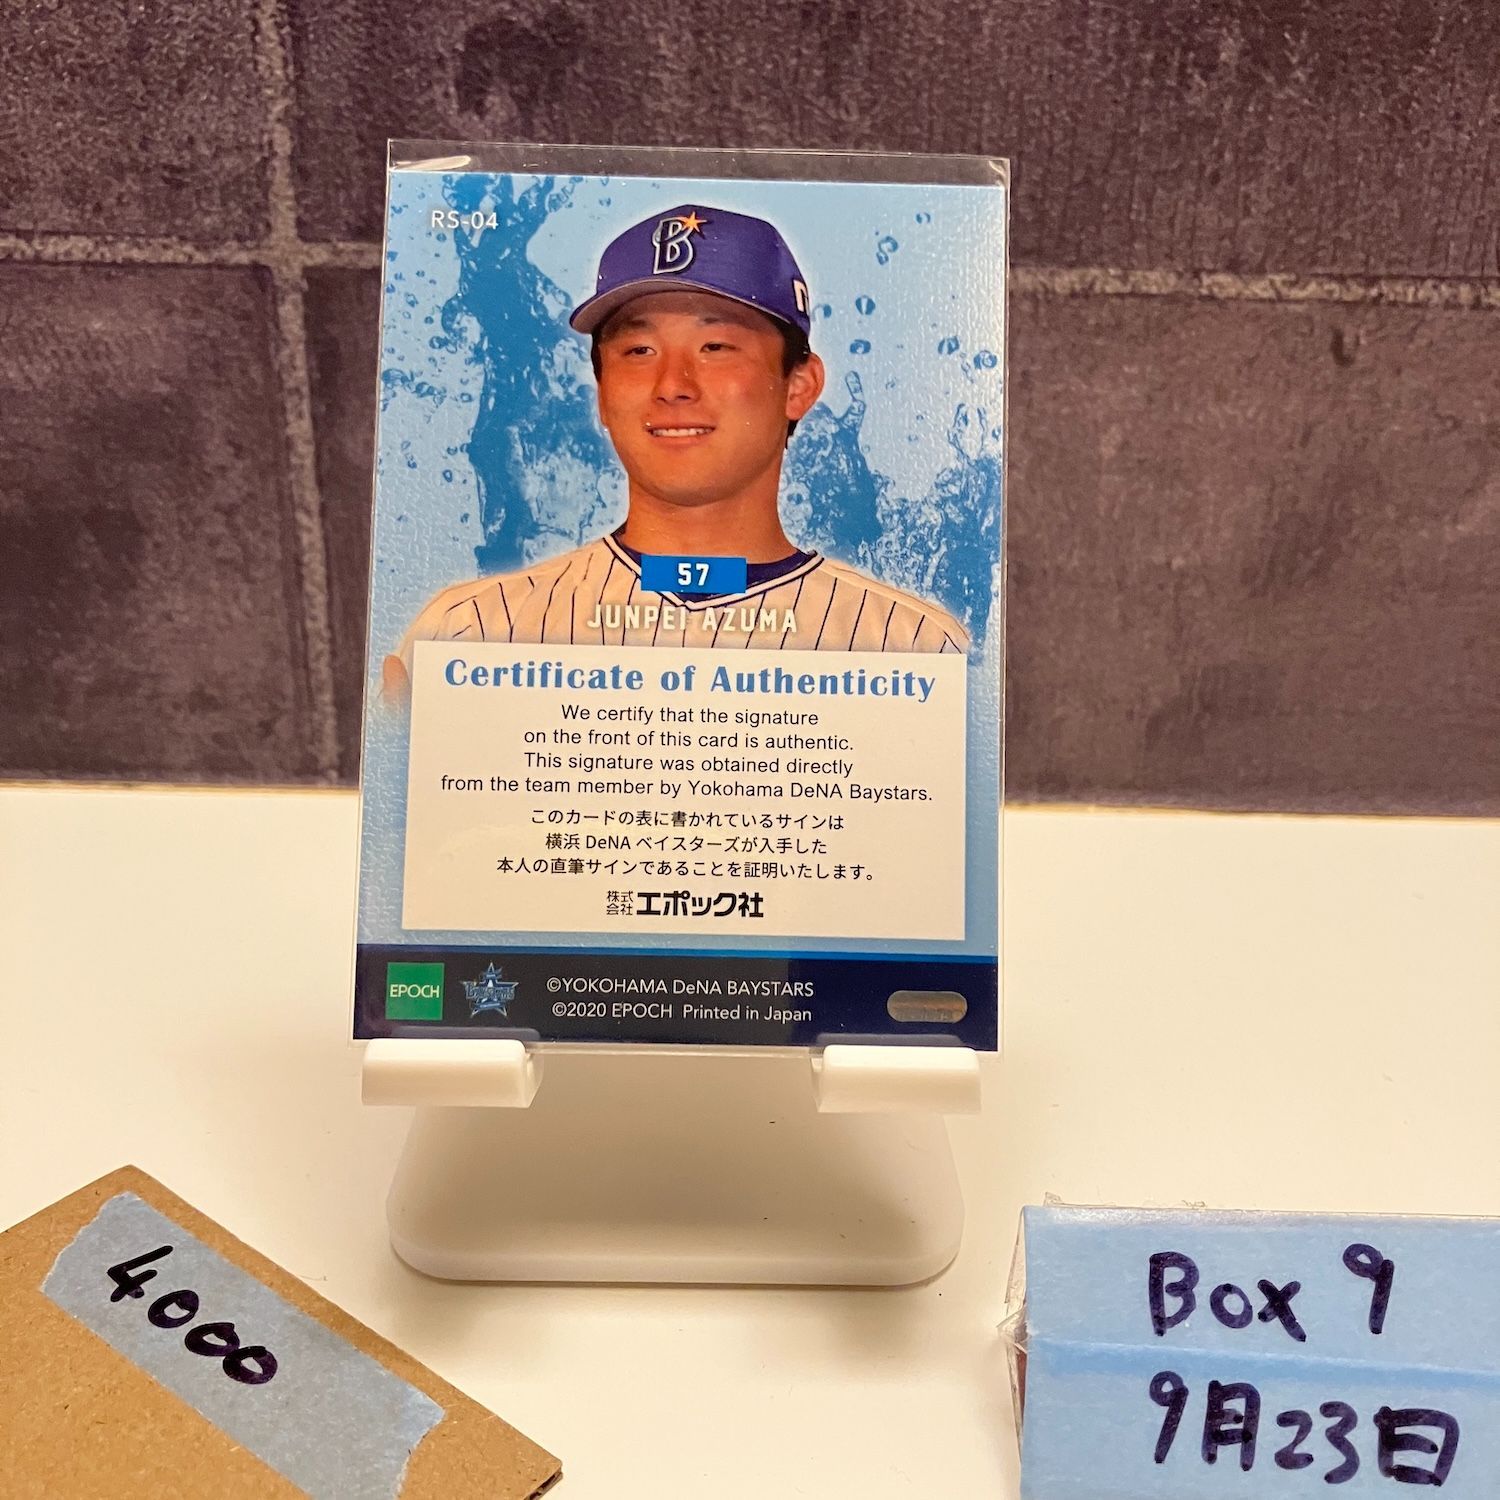 RS-04
B
57
JUNPEI AZUMA
Certificate of Authenticity
We certify that the signature
on the front of this card is authentic.
This signature was obtained directly
from the team member by Yokohama DeNA Baystars.
このカードの表に書かれているサインは
横浜 DeNA ベイスターズが入手した
本人の直筆サインであることを証明いたします。
株式会社エポック社
EPOCH
©YOKOHAMA DeNA BAYSTARS
©2020 EPOCH Printed in Japan
4000
Box 9
9月23日